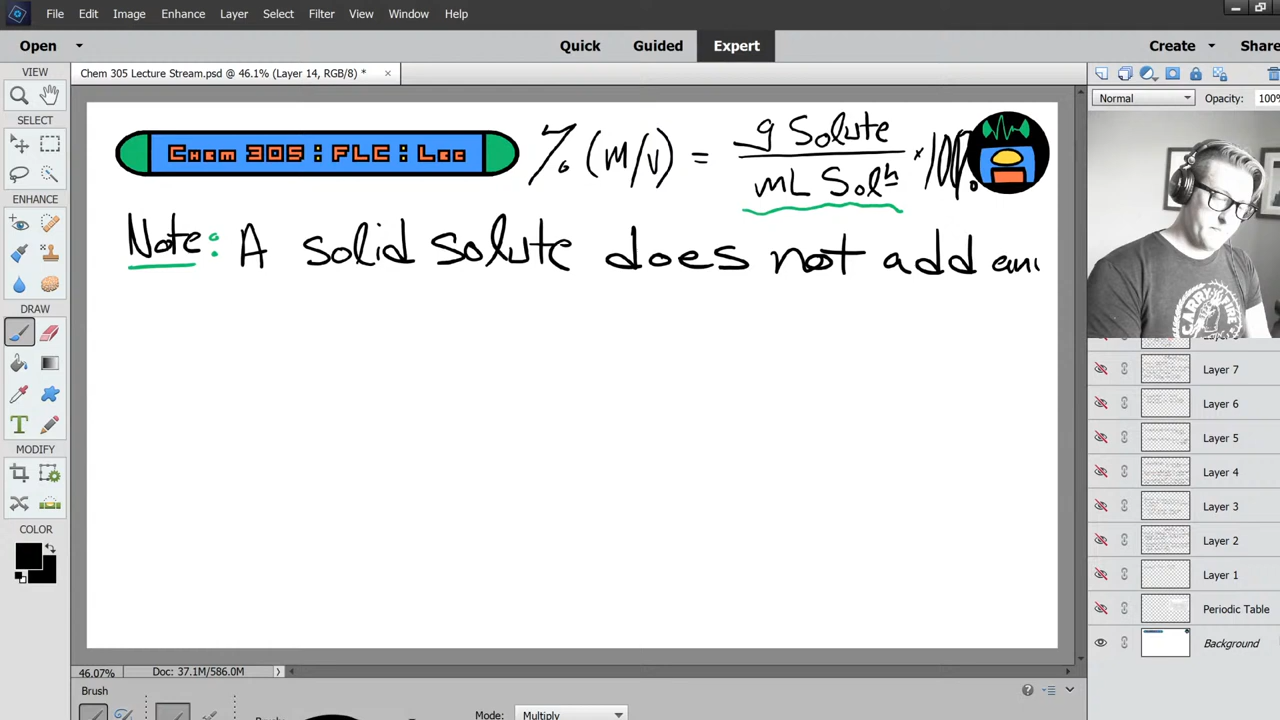 File Edit Image Enhance Layer Select Filter View Window Help
Open Quick Guided Expert Create Share
Chem 305 Lecture Stream.psd @ 46.1% (Layer 14, RGB/8) * ×
VIEW
SELECT
ENHANCE
DRAW
MODIFY
COLOR
Normal Opacity: 100%
Chem 305 : FLC : Lec
% (m/v) = g Solute / mL Solⁿ × 100%
Note: A solid solute does not add
CARRY FIRE
Layer 7
Layer 6
Layer 5
Layer 4
Layer 3
Layer 2
Layer 1
Periodic Table
Background
46.07% Doc: 37.1M/586.0M
Brush
Mode: Multiply